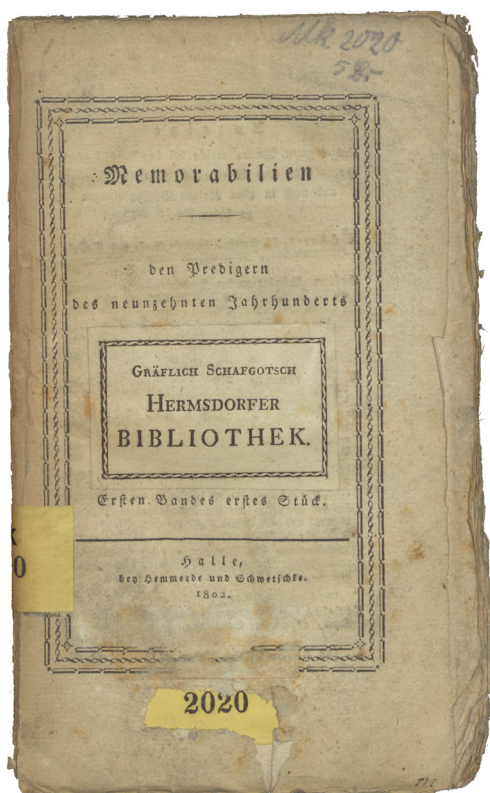 Mk 2020
Memorabilien
den Predigern
des neunzehnten Jahrhunderts
GRÄFLICH SCHAFGOTSCH
HERMSDORFER
BIBLIOTHEK.
Ersten Bandes erstes Stück.
Halle,
bey Hemmerde und Schwetschke.
1802.
0
2020